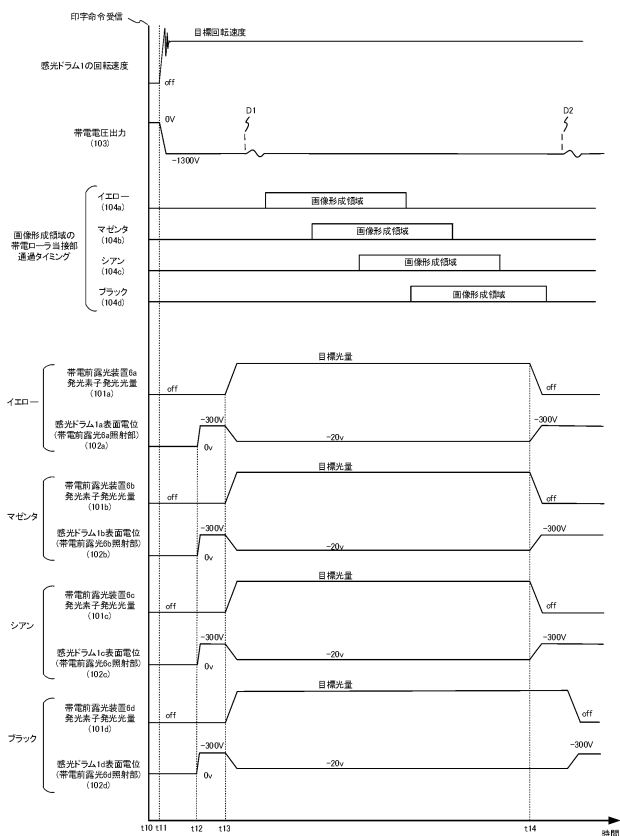 印字命令受信
目標回転速度
感光ドラム1の回転速度
off
0V
D1
D2
帯電電圧出力
(103)
-1300V
画像形成領域の
帯電ローラ当接部
通過タイミング
イエロー
(104a)
画像形成領域
マゼンタ
(104b)
画像形成領域
シアン
(104c)
画像形成領域
ブラック
(104d)
画像形成領域
イエロー
帯電前露光装置6a
発光素子発光光量
(101a)
off
目標光量
off
感光ドラム1a表面電位
(帯電前露光6a照射部)
(102a)
-300V
0v
-20v
-300V
マゼンタ
帯電前露光装置6b
発光素子発光光量
(101b)
off
目標光量
off
感光ドラム1b表面電位
(帯電前露光6b照射部)
(102b)
-300V
0v
-20v
-300V
シアン
帯電前露光装置6c
発光素子発光光量
(101c)
off
目標光量
off
感光ドラム1c表面電位
(帯電前露光6c照射部)
(102c)
-300V
0v
-20v
-300V
ブラック
帯電前露光装置6d
発光素子発光光量
(101d)
off
目標光量
off
感光ドラム1d表面電位
(帯電前露光6d照射部)
(102d)
-300V
0v
-20v
-300V
t10 t11 t12 t13 t14
時間